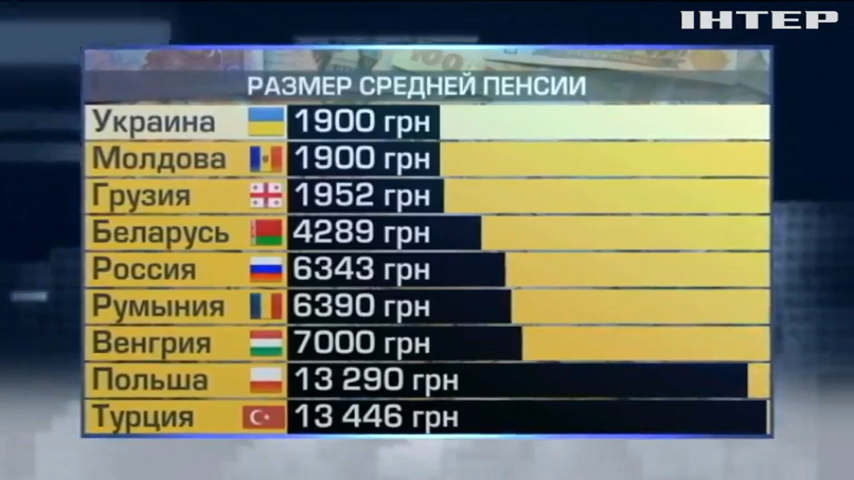 ІНТЕР
РАЗМЕР СРЕДНЕЙ ПЕНСИИ
Украина 1900 грн
Молдова 1900 грн
Грузия 1952 грн
Беларусь 4289 грн
Россия 6343 грн
Румыния 6390 грн
Венгрия 7000 грн
Польша 13 290 грн
Турция 13 446 грн